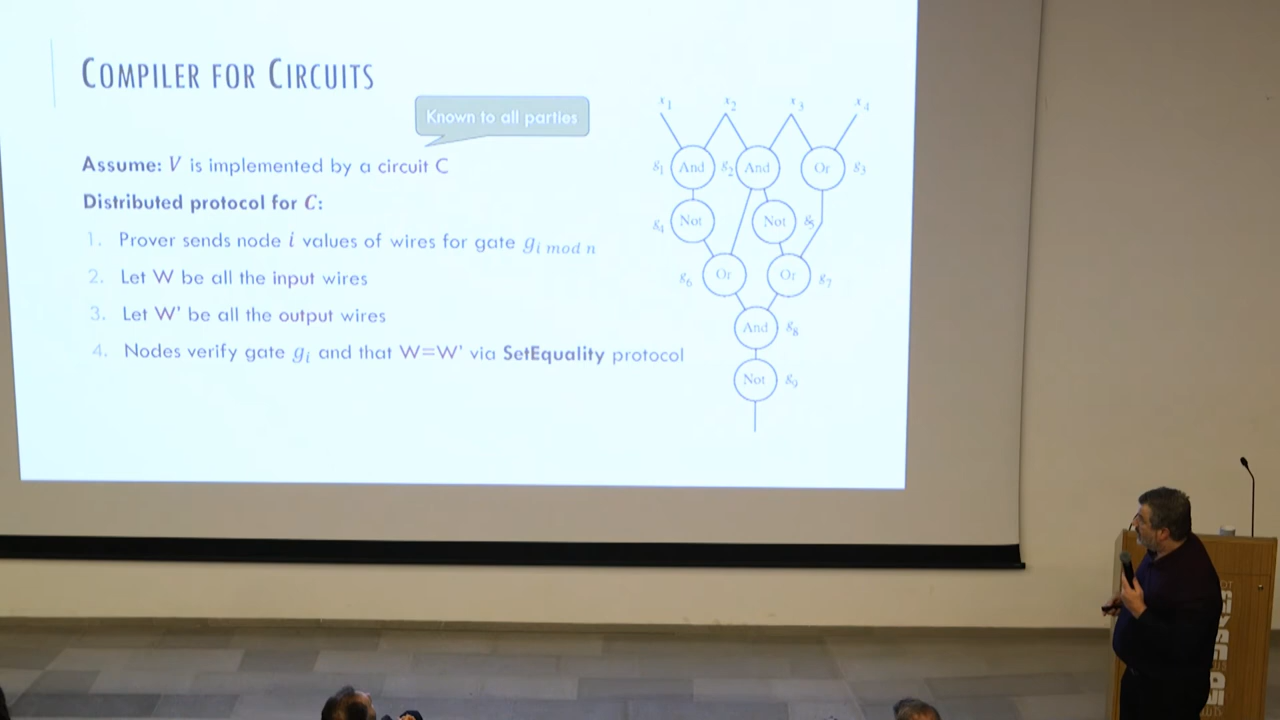 COMPILER FOR CIRCUITS
Known to all parties
Assume: V is implemented by a circuit C
Distributed protocol for C:
1. Prover sends node i values of wires for gate g_{i mod n}
2. Let W be all the input wires
3. Let W' be all the output wires
4. Nodes verify gate g_i and that W=W' via SetEquality protocol
x_1 x_2 x_3 x_4
g_1 And g_2 And Or g_3
g_4 Not Not g_5
g_6 Or Or g_7
And g_8
Not g_9